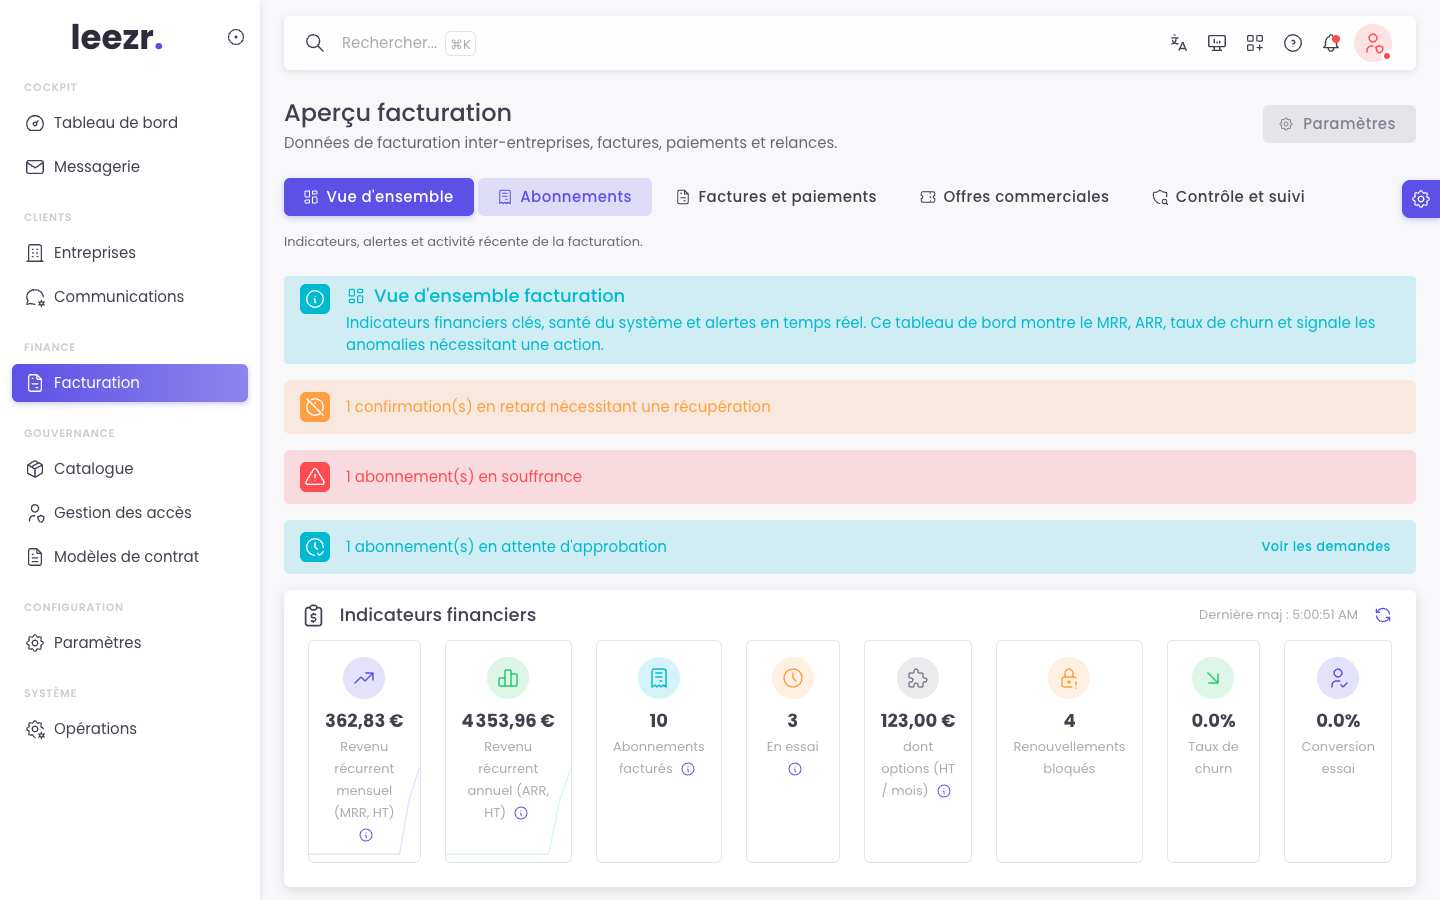 leezr.
Rechercher... ⌘K
COCKPIT
Tableau de bord
Messagerie
CLIENTS
Entreprises
Communications
FINANCE
Facturation
GOUVERNANCE
Catalogue
Gestion des accès
Modèles de contrat
CONFIGURATION
Paramètres
SYSTÈME
Opérations
Aperçu facturation
Données de facturation inter-entreprises, factures, paiements et relances.
Paramètres
Vue d'ensemble
Abonnements
Factures et paiements
Offres commerciales
Contrôle et suivi
Indicateurs, alertes et activité récente de la facturation.
Vue d'ensemble facturation
Indicateurs financiers clés, santé du système et alertes en temps réel. Ce tableau de bord montre le MRR, ARR, taux de churn et signale les
anomalies nécessitant une action.
1 confirmation(s) en retard nécessitant une récupération
1 abonnement(s) en souffrance
1 abonnement(s) en attente d'approbation
Voir les demandes
Indicateurs financiers
Dernière maj : 5:00:51 AM
362,83 €
Revenu
récurrent
mensuel
(MRR, HT)
4 353,96 €
Revenu
récurrent
annuel (ARR,
HT)
10
Abonnements
facturés
3
En essai
123,00 €
dont
options (HT
/ mois)
4
Renouvellements
bloqués
0.0%
Taux de
churn
0.0%
Conversion
essai